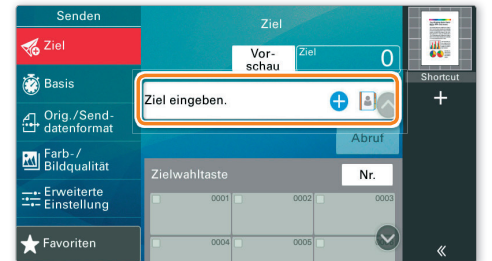 Senden
Ziel
Ziel
Vor-
schau
Ziel
0
Basis
Shortcut
Ziel eingeben.
Orig./Send-
datenformat
Abruf
Farb-/
Bildqualität
Zielwahltaste
Nr.
Erweiterte
Einstellung
0001
0002
0003
Favoriten
0004
0005